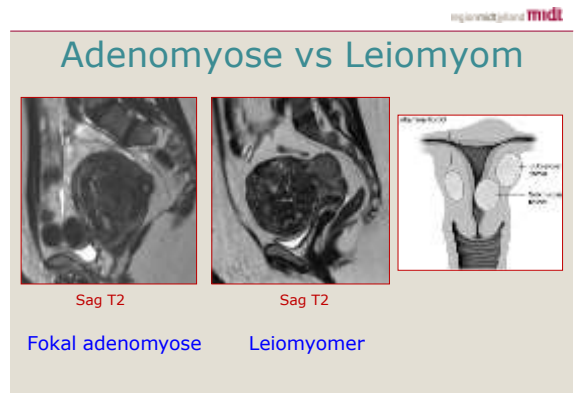 regionmidtjylland midt
Adenomyose vs Leiomyom
Sag T2
Sag T2
Fokal adenomyose
Leiomyomer